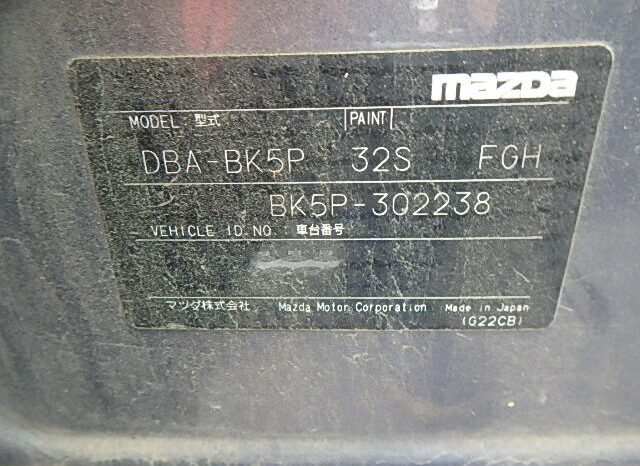 mazda
MODEL 型式 PAINT
DBA-BK5P 32S FGH
BK5P-302238
VEHICLE ID.NO. 車台番号
マツダ株式会社 Mazda Motor Corporation Made in Japan
(G22CB)